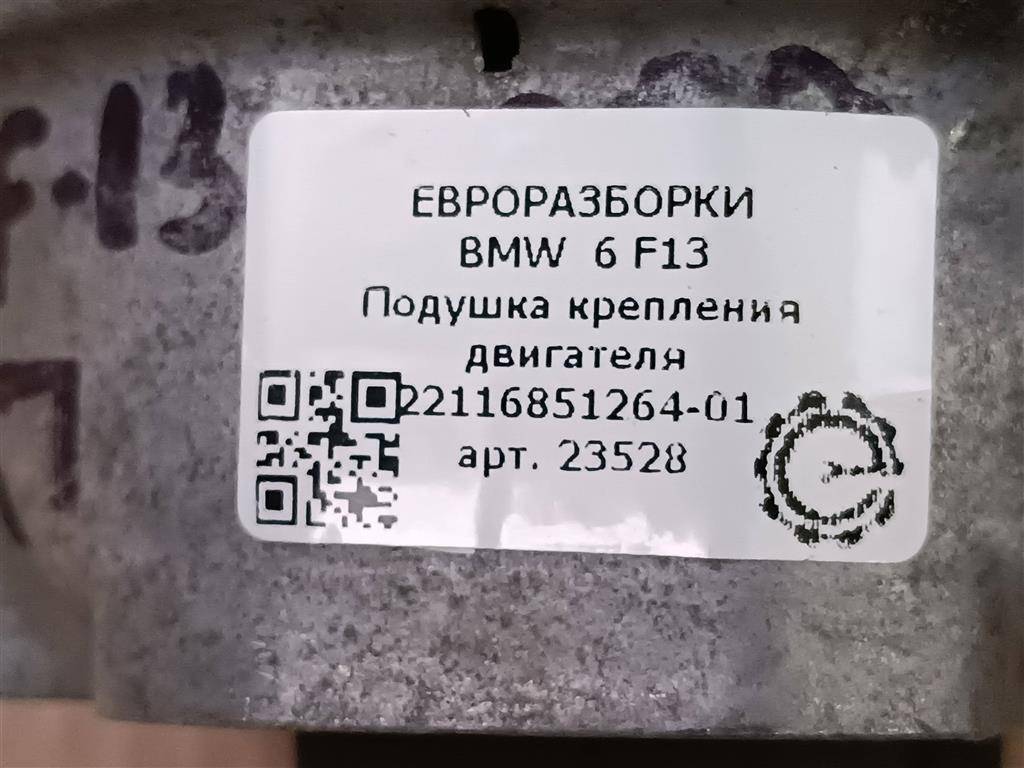 F-13
ЕВРОРАЗБОРКИ
BMW 6 F13
Подушка крепления
двигателя
22116851264-01
арт. 23528